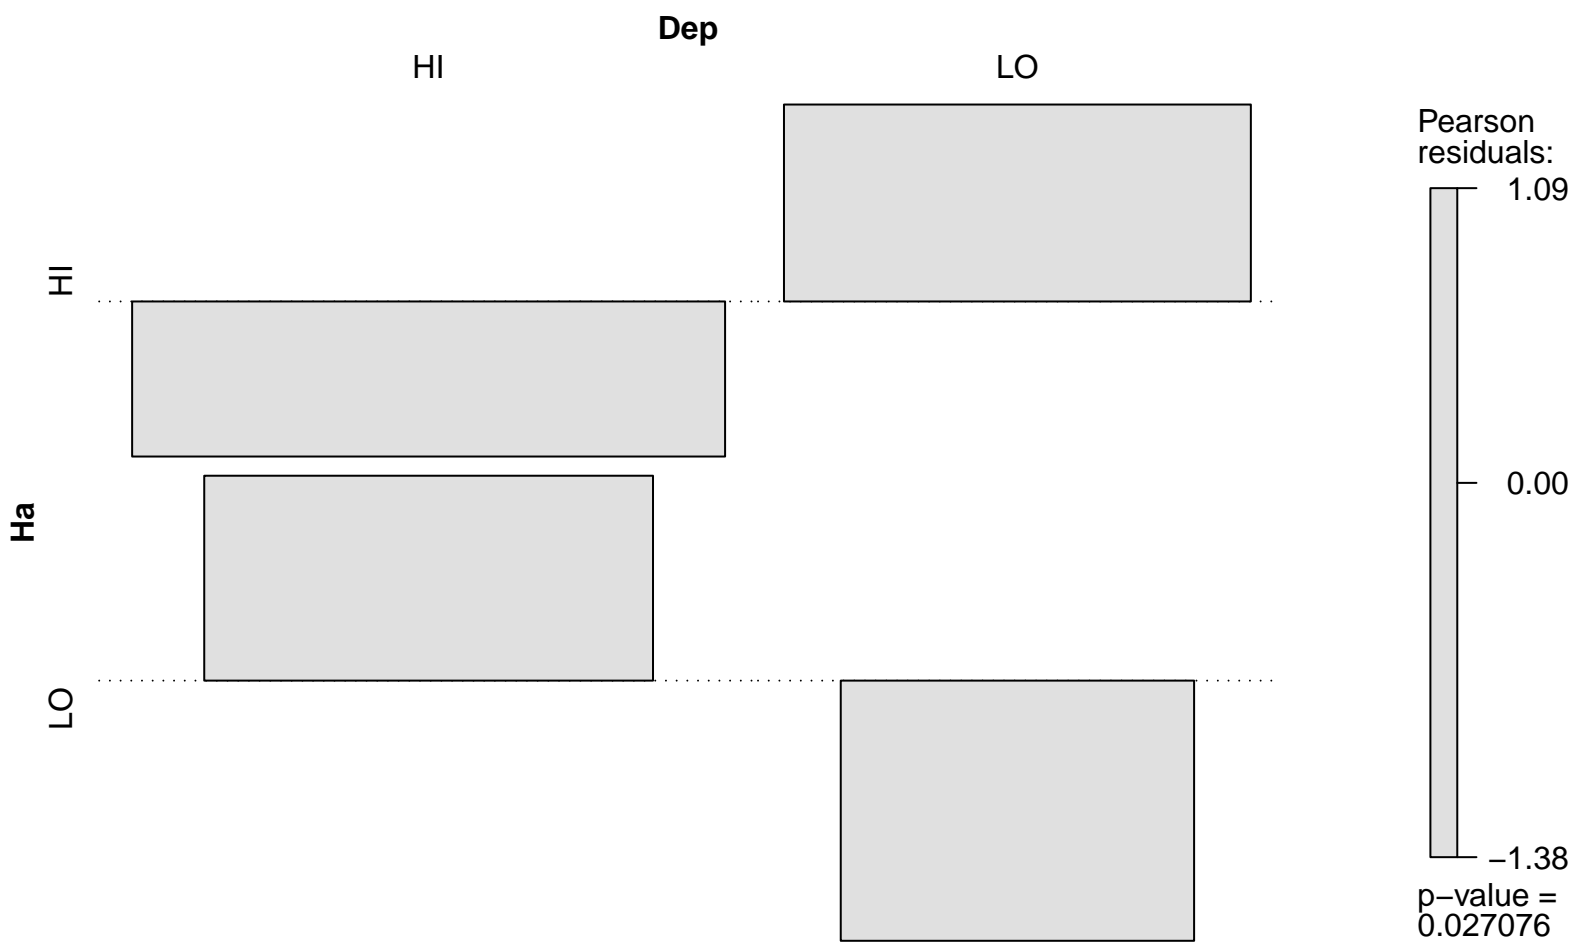 Dep
HI
LO
HI
Ha
LO
Pearson
residuals:
1.09
0.00
−1.38
p−value =
0.027076